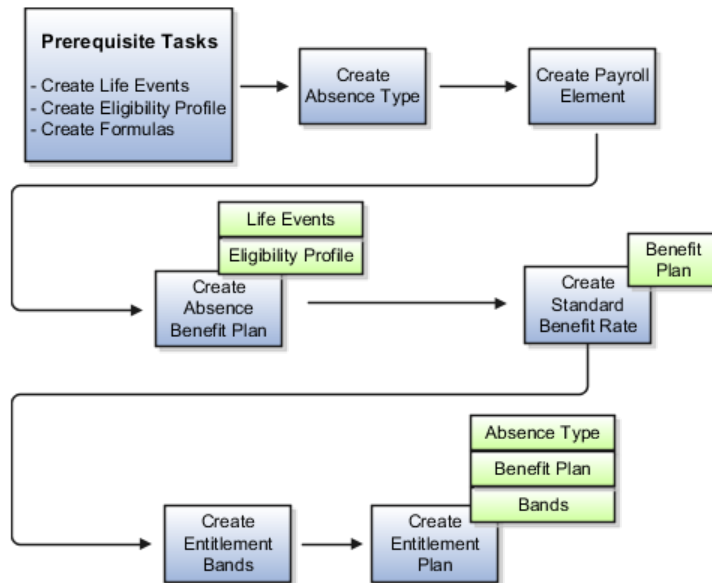 Prerequisite Tasks
- Create Life Events
- Create Eligibility Profile
- Create Formulas
Create
Absence Type
Create Payroll
Element
Life Events
Eligibility Profile
Create
Absence
Benefit Plan
Benefit
Plan
Create
Standard
Benefit Rate
Absence Type
Benefit Plan
Bands
Create
Entitlement
Bands
Create
Entitlement
Plan